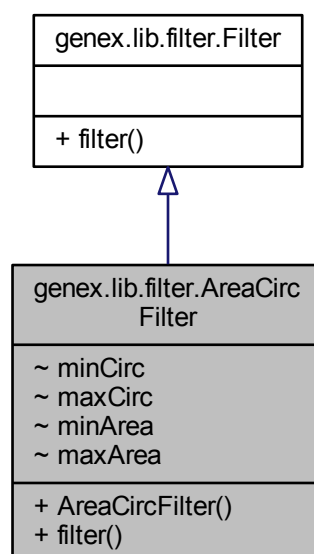 genex.lib.filter.Filter
+ filter()
genex.lib.filter.AreaCirc
Filter
~ minCirc
~ maxCirc
~ minArea
~ maxArea
+ AreaCircFilter()
+ filter()